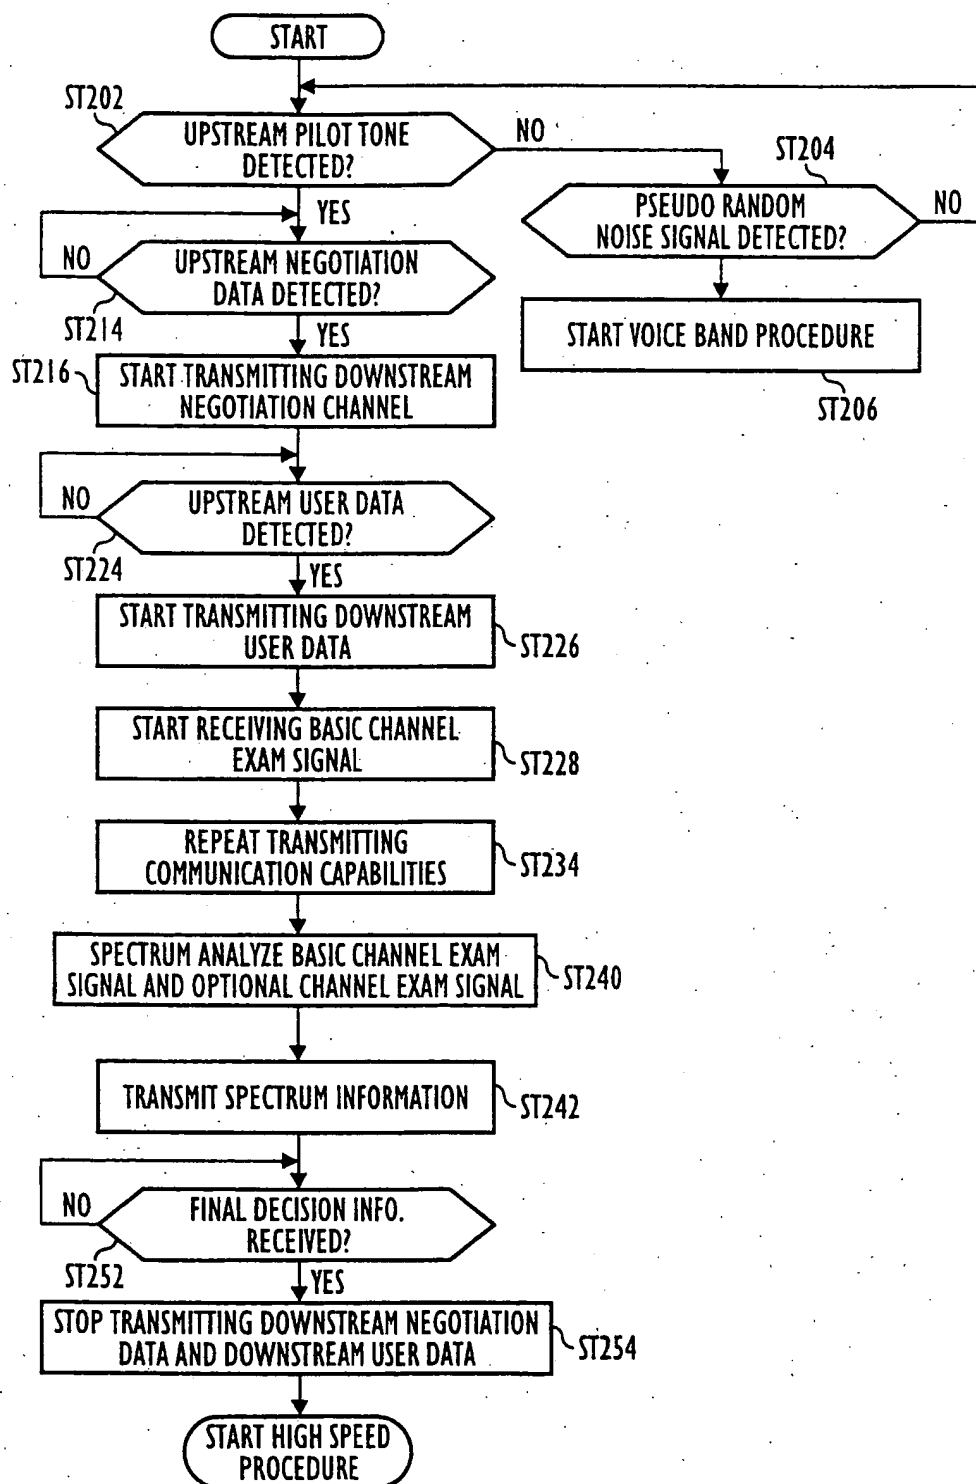 START
ST202
UPSTREAM PILOT TONE
DETECTED?
NO
ST204
PSEUDO RANDOM
NOISE SIGNAL DETECTED?
NO
YES
NO
UPSTREAM NEGOTIATION
DATA DETECTED?
ST214
YES
START VOICE BAND PROCEDURE
ST206
ST216
START TRANSMITTING DOWNSTREAM
NEGOTIATION CHANNEL
NO
UPSTREAM USER DATA
DETECTED?
ST224
YES
START TRANSMITTING DOWNSTREAM
USER DATA
ST226
START RECEIVING BASIC CHANNEL
EXAM SIGNAL
ST228
REPEAT TRANSMITTING
COMMUNICATION CAPABILITIES
ST234
SPECTRUM ANALYZE BASIC CHANNEL EXAM
SIGNAL AND OPTIONAL CHANNEL EXAM SIGNAL
ST240
TRANSMIT SPECTRUM INFORMATION
ST242
NO
FINAL DECISION INFO.
RECEIVED?
ST252
YES
STOP TRANSMITTING DOWNSTREAM NEGOTIATION
DATA AND DOWNSTREAM USER DATA
ST254
START HIGH SPEED
PROCEDURE